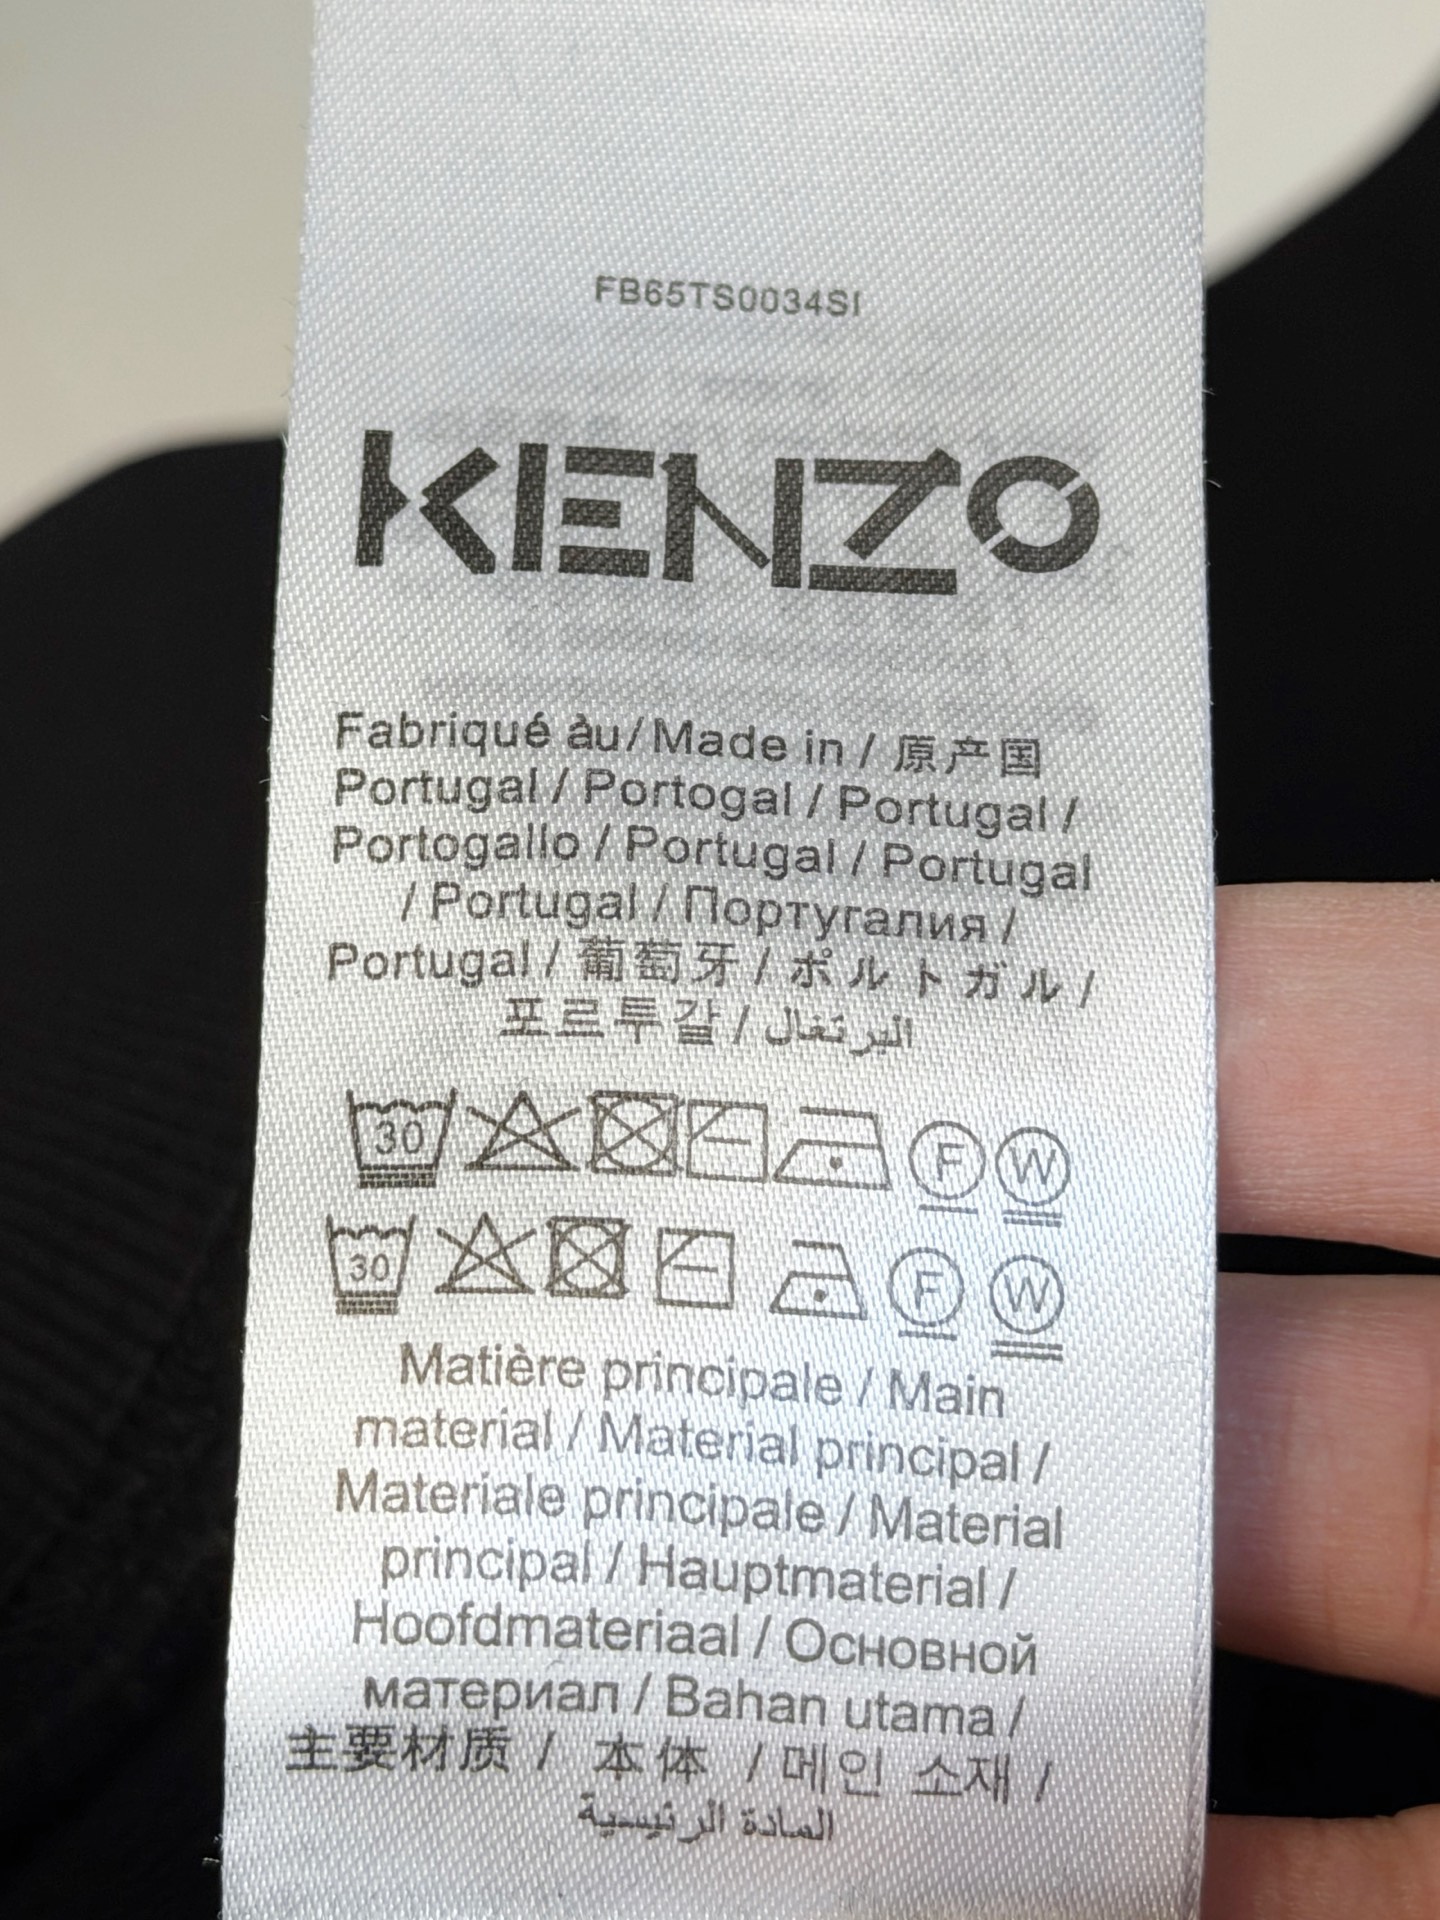 FB65TS0034SI
KENZO
Fabriqué àu/ Made in / 原产国
Portugal / Portogal / Portugal /
Portogallo / Portugal / Portugal
/ Portugal / Португалия /
Portugal / 葡萄牙 / ポルトガル /
포르투갈 / البرتغال
30 F W
30 F W
Matière principale / Main
material / Material principal /
Materiale principale / Material
principal / Hauptmaterial /
Hoofdmateriaal / Основной
материал / Bahan utama /
主要材质 / 本体 / 메인 소재 /
المادة الرئيسية